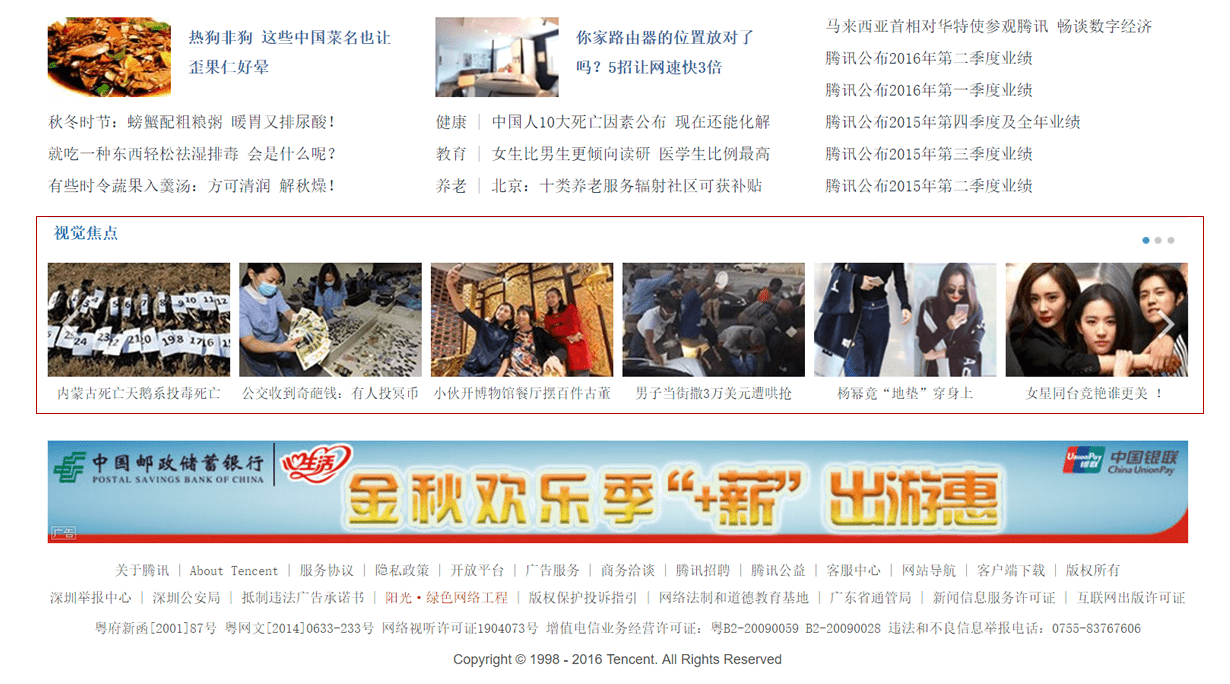 热狗非狗 这些中国菜名也让
歪果仁好晕
秋冬时节：螃蟹配粗粮粥 暖胃又排尿酸！
就吃一种东西轻松祛湿排毒 会是什么呢？
有些时令蔬果入羹汤：方可清润 解秋燥！
你家路由器的位置放对了
吗？5招让网速快3倍
健康 | 中国人10大死亡因素公布 现在还能化解
教育 | 女生比男生更倾向读研 医学生比例最高
养老 | 北京：十类养老服务辐射社区可获补贴
马来西亚首相对华特使参观腾讯 畅谈数字经济
腾讯公布2016年第二季度业绩
腾讯公布2016年第一季度业绩
腾讯公布2015年第四季度及全年业绩
腾讯公布2015年第三季度业绩
腾讯公布2015年第二季度业绩
视觉焦点
内蒙古死亡天鹅系投毒死亡
公交收到奇葩钱：有人投冥币
小伙开博物馆餐厅摆百件古董
男子当街撒3万美元遭哄抢
杨幂竞“地垫”穿身上
女星同台竞艳谁更美 ！
中国邮政储蓄银行
POSTAL SAVINGS BANK OF CHINA
心生活
金秋欢乐季“+薪”出游惠
UnionPay
银联
中国银联
China UnionPay
广告
关于腾讯 | About Tencent | 服务协议 | 隐私政策 | 开放平台 | 广告服务 | 商务洽谈 | 腾讯招聘 | 腾讯公益 | 客服中心 | 网站导航 | 客户端下载 | 版权所有
深圳举报中心 | 深圳公安局 | 抵制违法广告承诺书 | 阳光·绿色网络工程 | 版权保护投诉指引 | 网络法制和道德教育基地 | 广东省通管局 | 新闻信息服务许可证 | 互联网出版许可证
粤府新函[2001]87号 粤网文[2014]0633-233号 网络视听许可证1904073号 增值电信业务经营许可证：粤B2-20090059 B2-20090028 违法和不良信息举报电话：0755-83767606
Copyright © 1998 - 2016 Tencent. All Rights Reserved